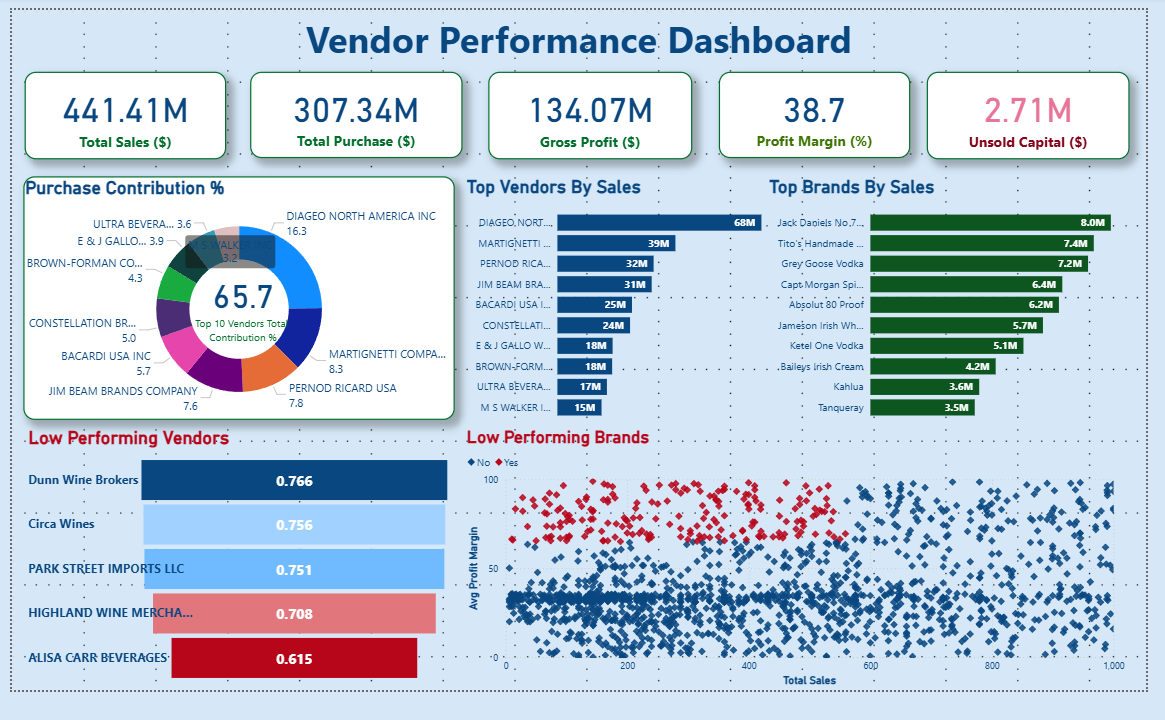 Vendor Performance Dashboard
441.41M
Total Sales ($)
307.34M
Total Purchase ($)
134.07M
Gross Profit ($)
38.7
Profit Margin (%)
2.71M
Unsold Capital ($)
Purchase Contribution %
DIAGEO NORTH AMERICA INC
16.3
MARTIGNETTI COMPA...
8.3
PERNOD RICARD USA
7.8
JIM BEAM BRANDS COMPANY
7.6
BACARDI USA INC
5.7
CONSTELLATION BR...
5.0
BROWN-FORMAN CO...
4.3
E & J GALLO... 3.9
ULTRA BEVERA... 3.6
M S WALKER INC
3.2
65.7
Top 10 Vendors Total
Contribution %
Top Vendors By Sales
DIAGEO NORT... 68M
MARTIGNETTI ... 39M
PERNOD RICA... 32M
JIM BEAM BRA... 31M
BACARDI USA I... 25M
CONSTELLATI... 24M
E & J GALLO W... 18M
BROWN-FORM... 18M
ULTRA BEVERA... 17M
M S WALKER I... 15M
Top Brands By Sales
Jack Daniels No.7... 8.0M
Tito's Handmade ... 7.4M
Grey Goose Vodka 7.2M
Capt Morgan Spi... 6.4M
Absolut 80 Proof 6.2M
Jameson Irish Wh... 5.7M
Ketel One Vodka 5.1M
Baileys Irish Cream 4.2M
Kahlua 3.6M
Tanqueray 3.5M
Low Performing Vendors
Dunn Wine Brokers 0.766
Circa Wines 0.756
PARK STREET IMPORTS LLC 0.751
HIGHLAND WINE MERCHA... 0.708
ALISA CARR BEVERAGES 0.615
Low Performing Brands
No Yes
100
50
0
Avg Profit Margin
0 200 400 600 800 1,000
Total Sales